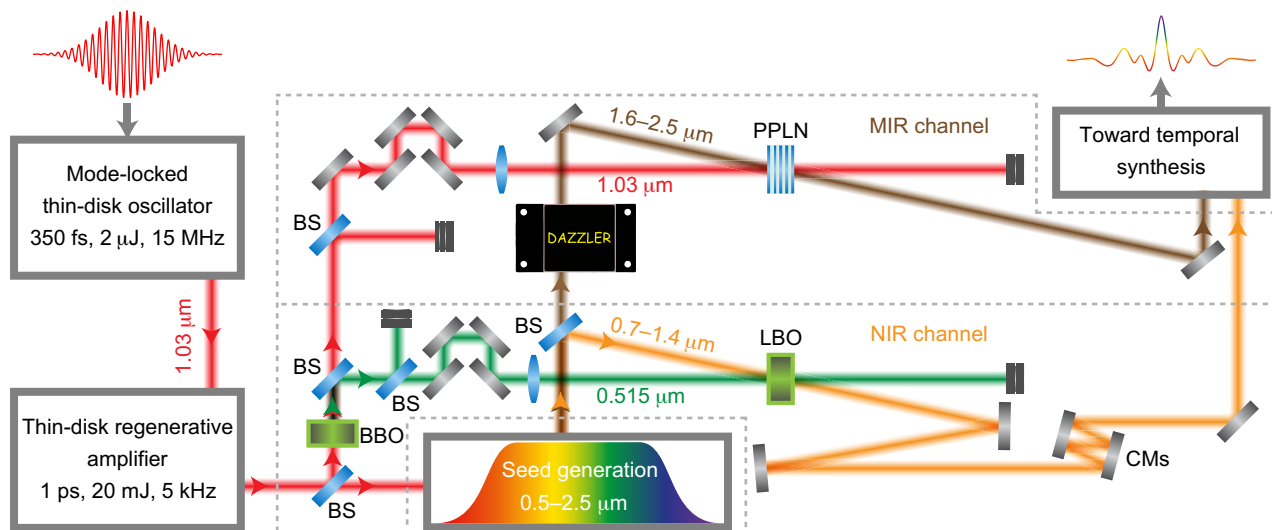 Mode-locked
thin-disk oscillator
350 fs, 2 μJ, 15 MHz
1.03 μm
Thin-disk regenerative
amplifier
1 ps, 20 mJ, 5 kHz
BS
BBO
BS
BS
BS
1.03 μm
DAZZLER
1.6–2.5 μm
PPLN
MIR channel
Toward temporal
synthesis
BS
0.7–1.4 μm
LBO
NIR channel
0.515 μm
Seed generation
0.5–2.5 μm
CMs